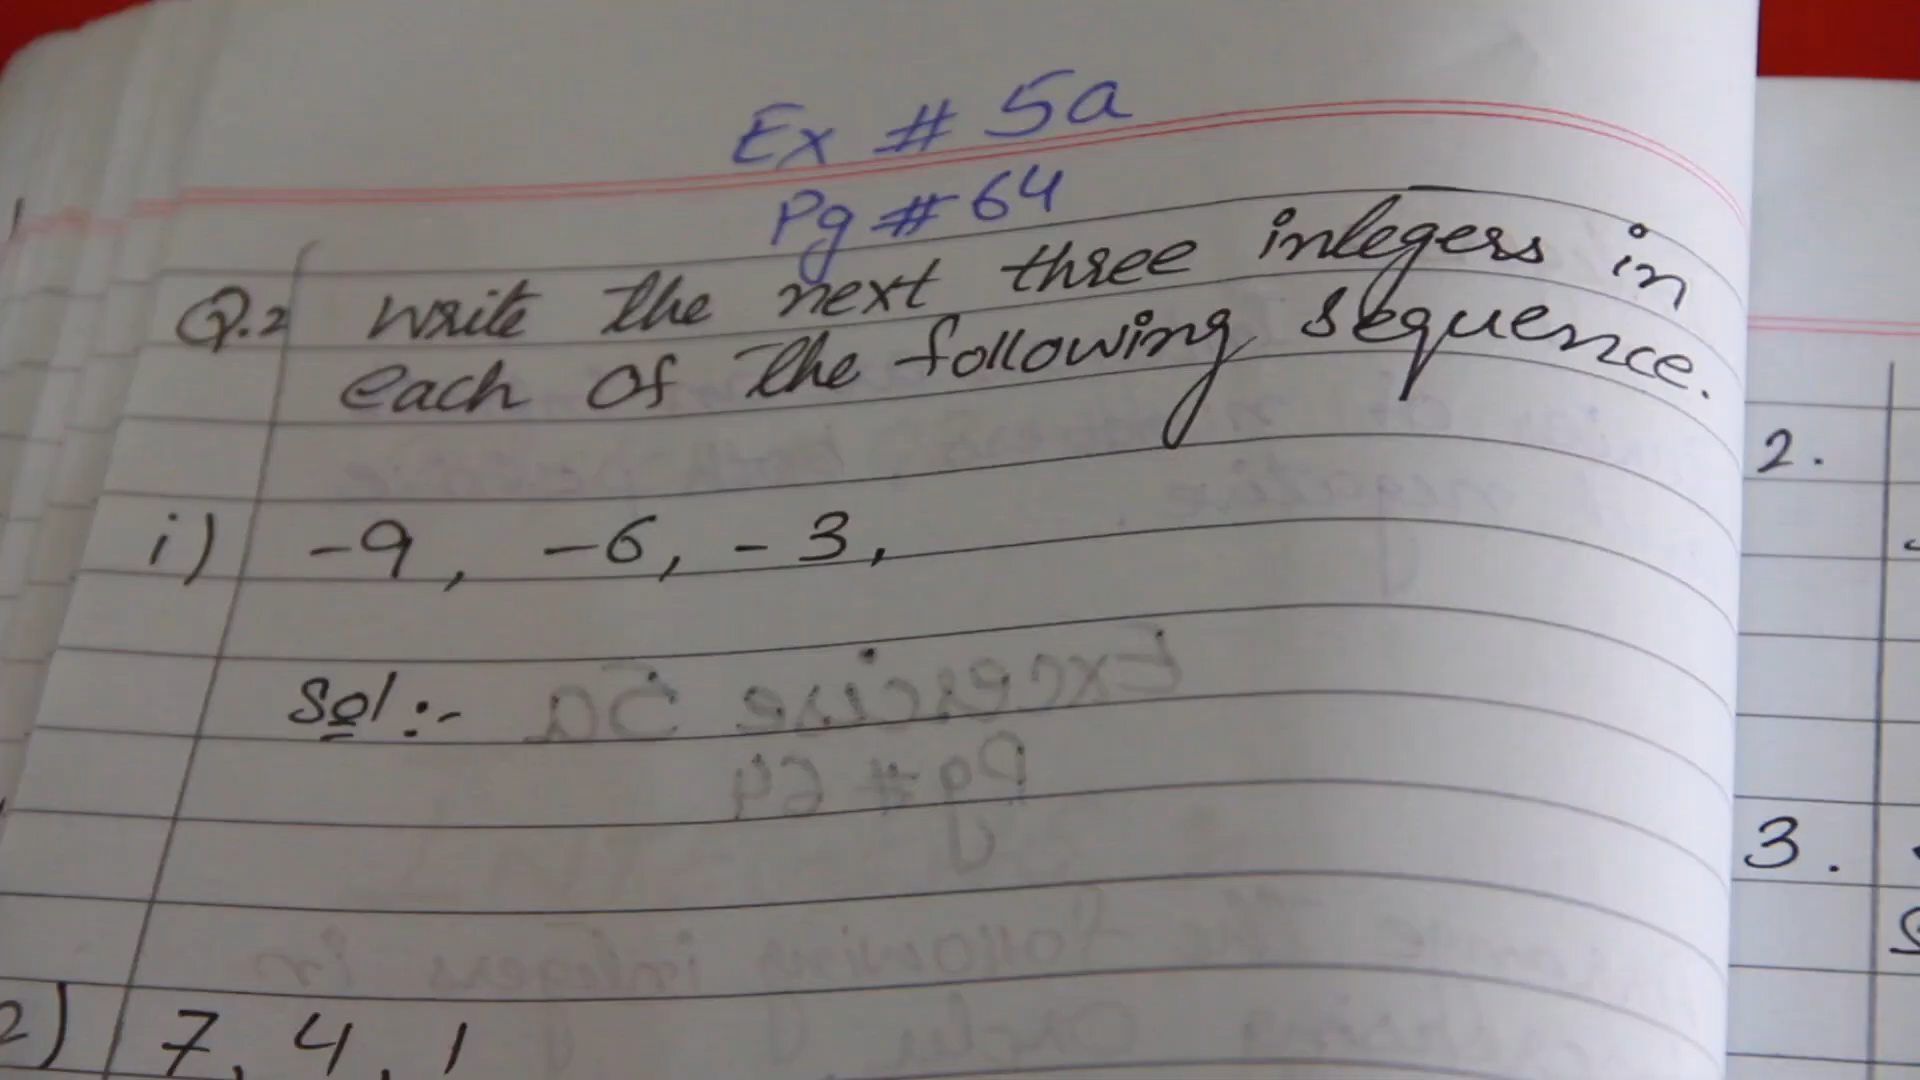 Ex # 5a
Pg # 64
Q.2 write the next three integers in
each of the following sequence.
i) -9, -6, -3,
Sol:-
2) 7, 4, 1
2.
3.